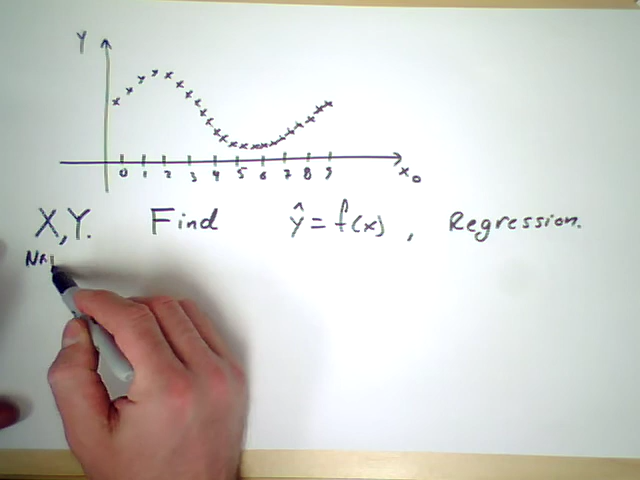 Y
0 1 2 3 4 5 6 7 8 9 x₀
X,Y. Find ŷ = f(x) , Regression.